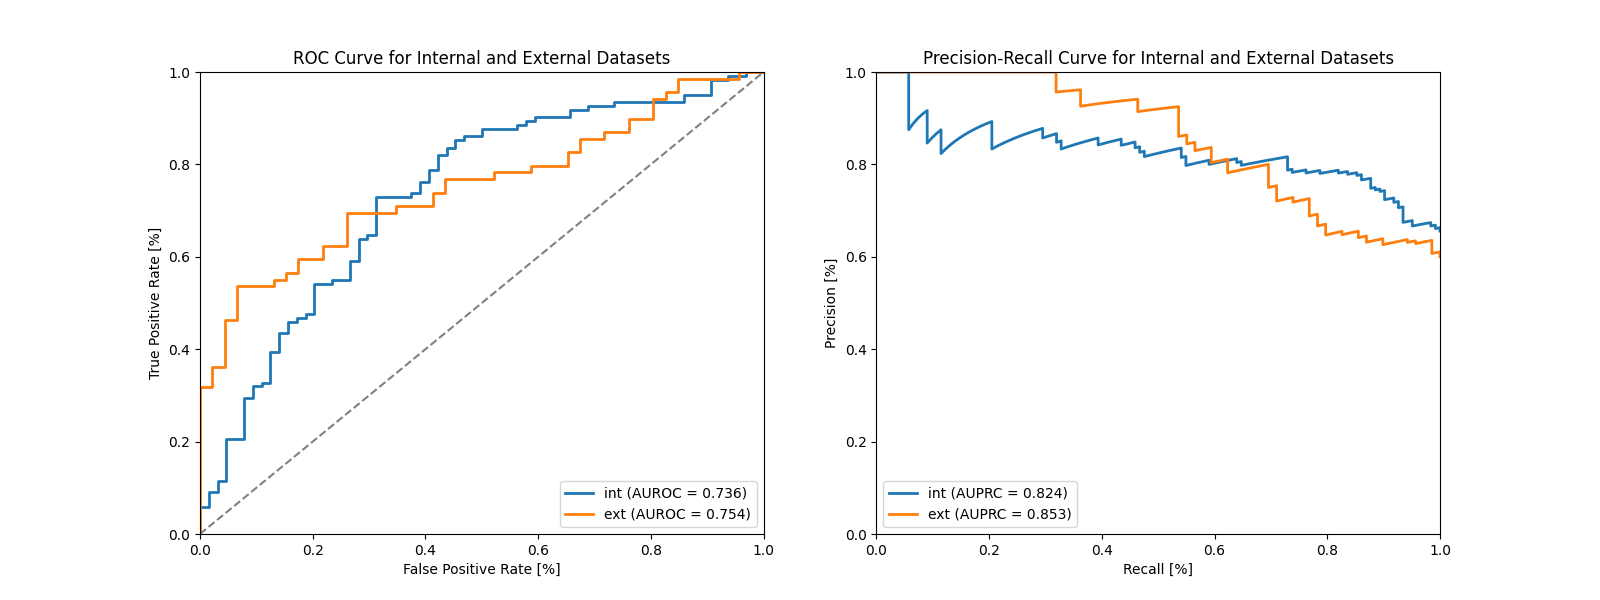 ROC Curve for Internal and External Datasets
1.0
0.8
0.6
0.4
0.2
0.0
True Positive Rate [%]
0.0 0.2 0.4 0.6 0.8 1.0
False Positive Rate [%]
int (AUROC = 0.736)
ext (AUROC = 0.754)
Precision-Recall Curve for Internal and External Datasets
1.0
0.8
0.6
0.4
0.2
0.0
Precision [%]
0.0 0.2 0.4 0.6 0.8 1.0
Recall [%]
int (AUPRC = 0.824)
ext (AUPRC = 0.853)